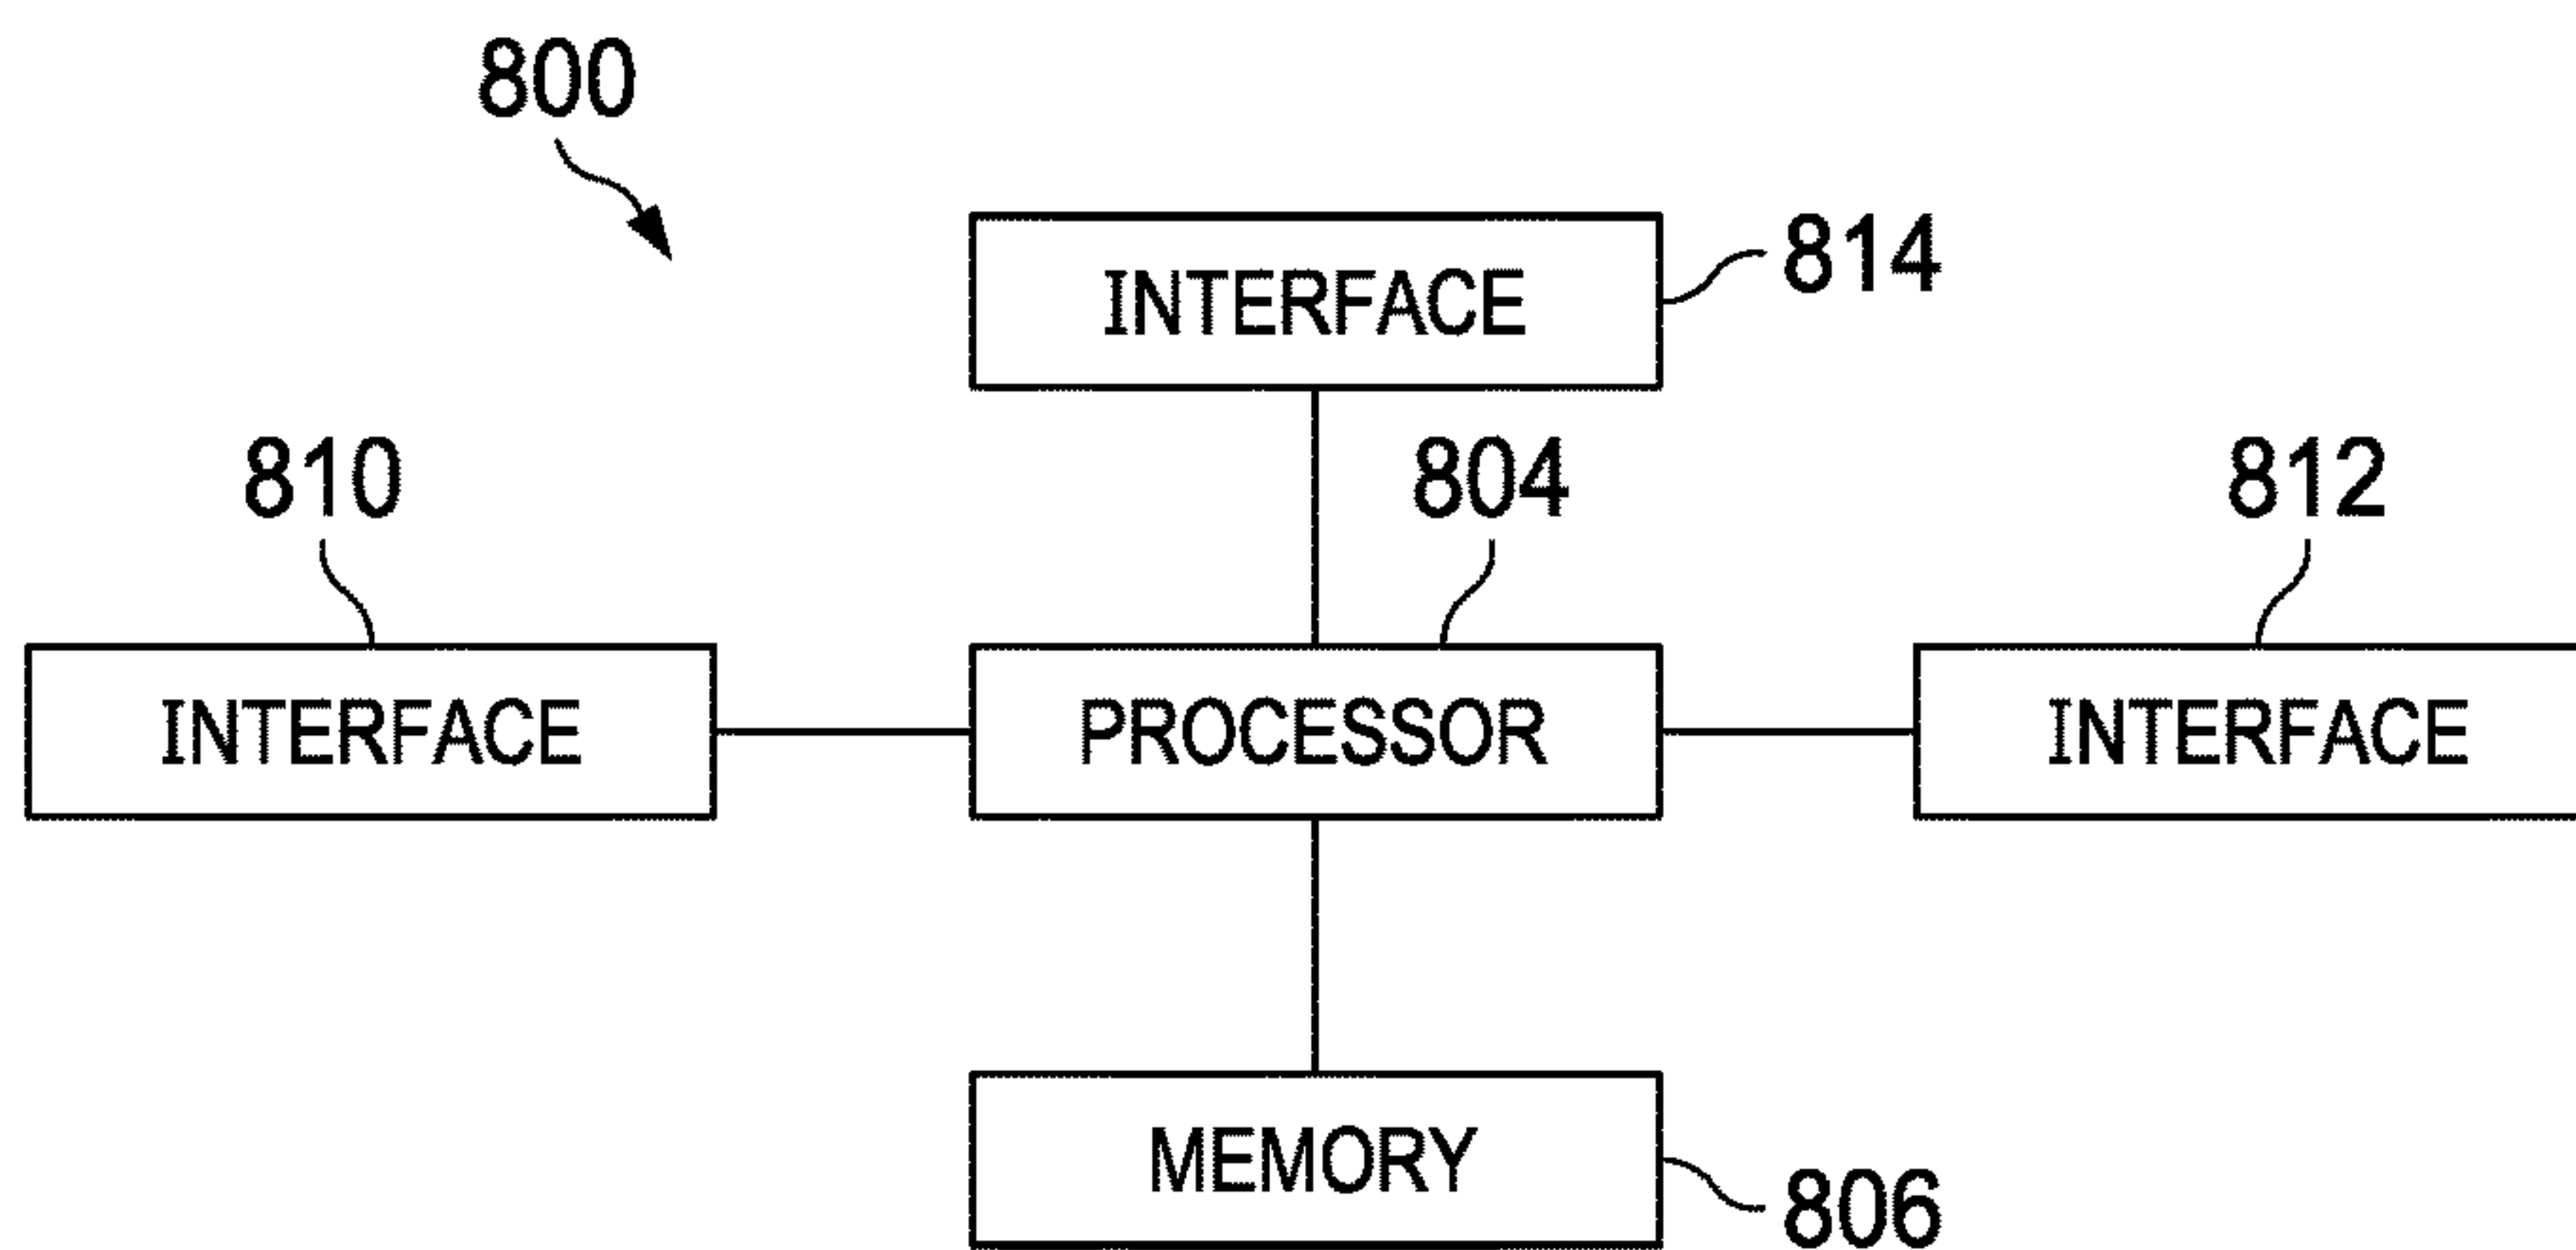 800
INTERFACE
814
810
804
812
INTERFACE
PROCESSOR
INTERFACE
MEMORY
806